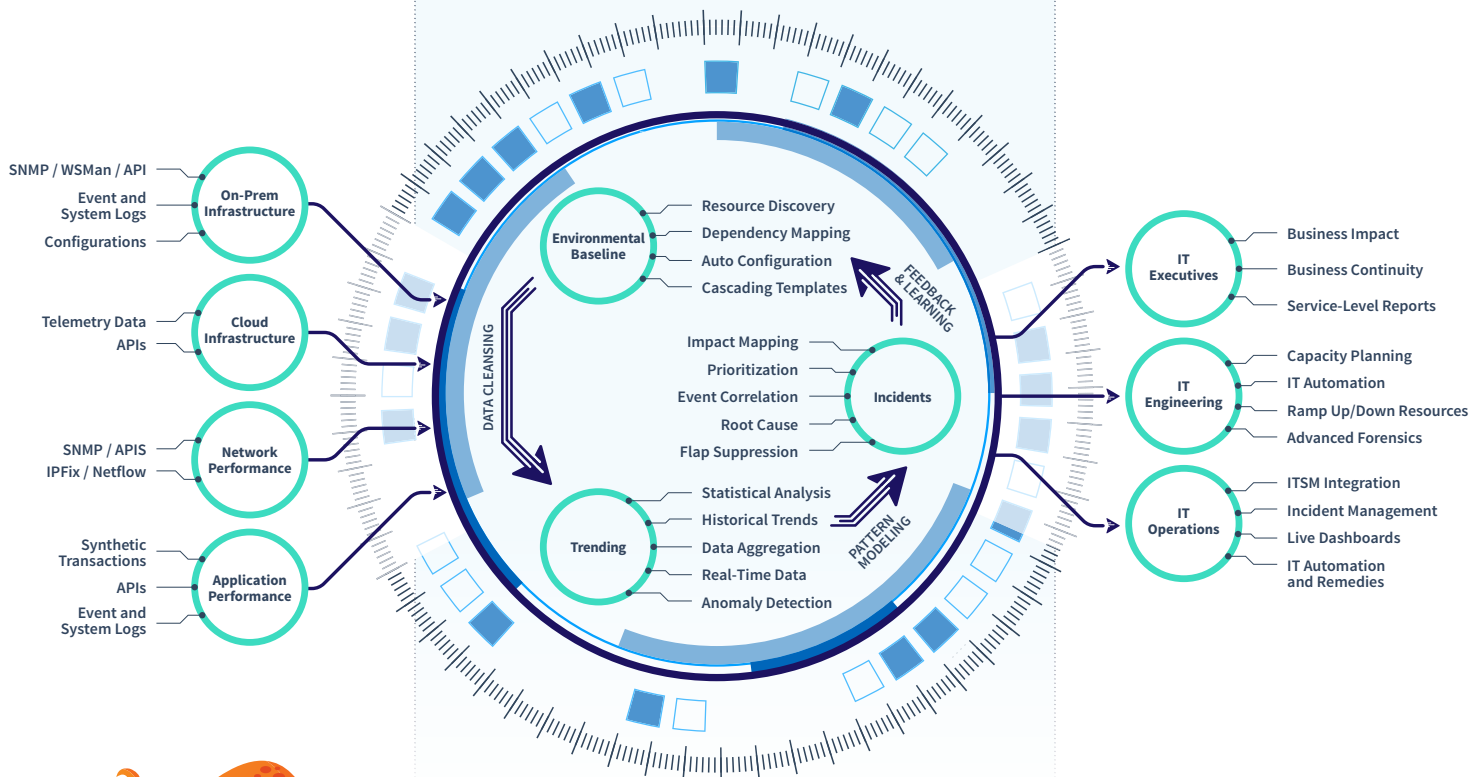 SNMP / WSMan / API
Event and
System Logs
Configurations
On-Prem
Infrastructure
Telemetry Data
APIs
Cloud
Infrastructure
SNMP / APIS
IPFix / Netflow
Network
Performance
Synthetic
Transactions
APIs
Event and
System Logs
Application
Performance
Environmental
Baseline
Resource Discovery
Dependency Mapping
Auto Configuration
Cascading Templates
DATA CLEANSING
FEEDBACK
& LEARNING
Impact Mapping
Prioritization
Event Correlation
Root Cause
Flap Suppression
Incidents
Trending
Statistical Analysis
Historical Trends
Data Aggregation
Real-Time Data
Anomaly Detection
PATTERN
MODELING
IT
Executives
Business Impact
Business Continuity
Service-Level Reports
IT
Engineering
Capacity Planning
IT Automation
Ramp Up/Down Resources
Advanced Forensics
IT
Operations
ITSM Integration
Incident Management
Live Dashboards
IT Automation
and Remedies